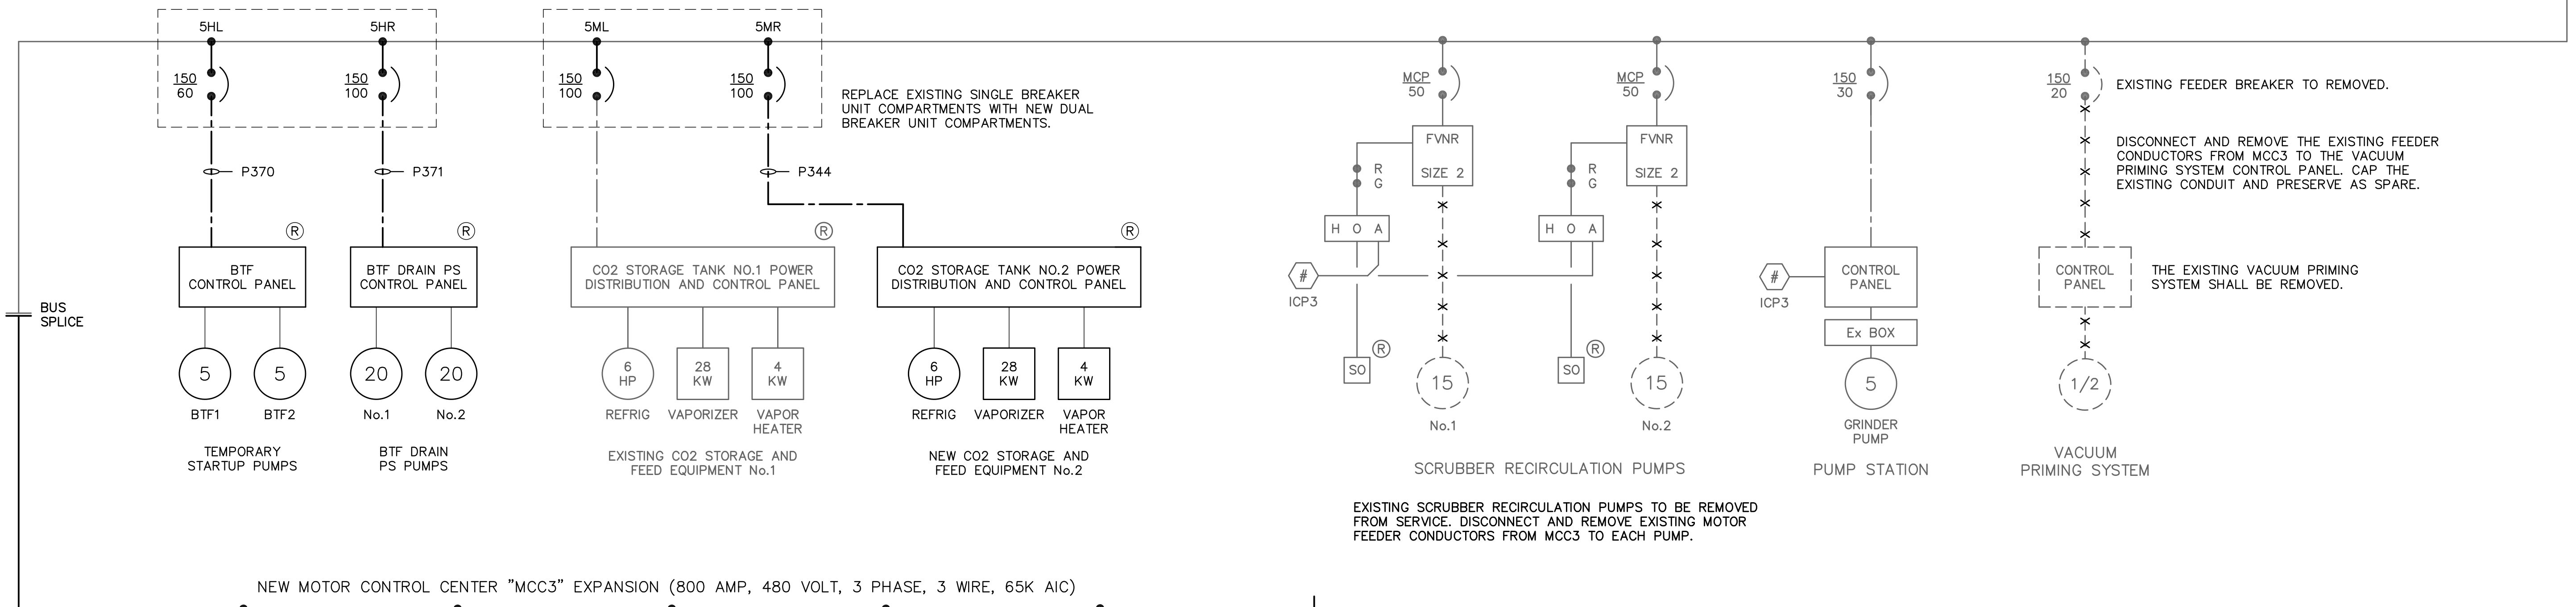 5HL
5HR
5ML
5MR
150
60
150
100
150
100
150
100
REPLACE EXISTING SINGLE BREAKER
UNIT COMPARTMENTS WITH NEW DUAL
BREAKER UNIT COMPARTMENTS.
MCP
50
MCP
50
150
30
150
20
EXISTING FEEDER BREAKER TO REMOVED.
FVNR
SIZE 2
FVNR
SIZE 2
DISCONNECT AND REMOVE THE EXISTING FEEDER
CONDUCTORS FROM MCC3 TO THE VACUUM
PRIMING SYSTEM CONTROL PANEL. CAP THE
EXISTING CONDUIT AND PRESERVE AS SPARE.
P370
P371
P344
R
G
R
G
H O A
H O A
R
R
R
R
BTF
CONTROL PANEL
BTF DRAIN PS
CONTROL PANEL
CO2 STORAGE TANK NO.1 POWER
DISTRIBUTION AND CONTROL PANEL
CO2 STORAGE TANK NO.2 POWER
DISTRIBUTION AND CONTROL PANEL
#
ICP3
#
ICP3
CONTROL
PANEL
CONTROL
PANEL
THE EXISTING VACUUM PRIMING
SYSTEM SHALL BE REMOVED.
BUS
SPLICE
Ex BOX
R
R
5
5
20
20
6
HP
28
KW
4
KW
6
HP
28
KW
4
KW
SO
15
SO
15
5
1/2
BTF1
BTF2
No.1
No.2
REFRIG
VAPORIZER
VAPOR
HEATER
REFRIG
VAPORIZER
VAPOR
HEATER
No.1
No.2
GRINDER
PUMP
TEMPORARY
STARTUP PUMPS
BTF DRAIN
PS PUMPS
EXISTING CO2 STORAGE AND
FEED EQUIPMENT No.1
NEW CO2 STORAGE AND
FEED EQUIPMENT No.2
SCRUBBER RECIRCULATION PUMPS
PUMP STATION
VACUUM
PRIMING SYSTEM
EXISTING SCRUBBER RECIRCULATION PUMPS TO BE REMOVED
FROM SERVICE. DISCONNECT AND REMOVE EXISTING MOTOR
FEEDER CONDUCTORS FROM MCC3 TO EACH PUMP.
NEW MOTOR CONTROL CENTER "MCC3" EXPANSION (800 AMP, 480 VOLT, 3 PHASE, 3 WIRE, 65K AIC)